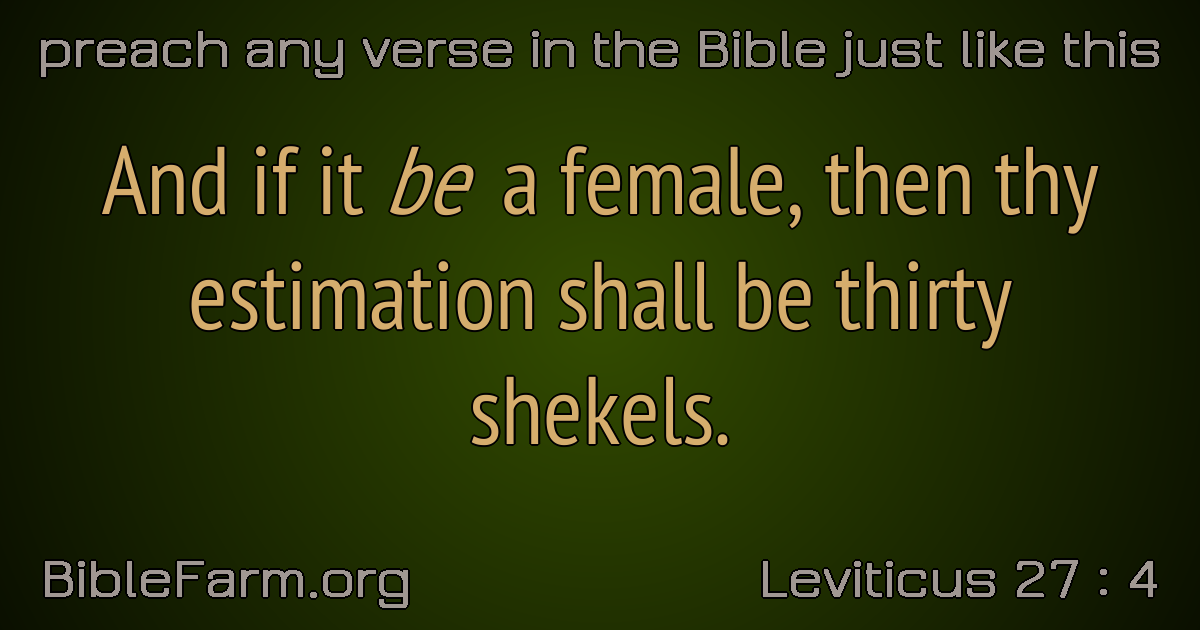 preach any verse in the Bible just like this
And if it be a female, then thy
estimation shall be thirty
shekels.
BibleFarm.org
Leviticus 27 : 4